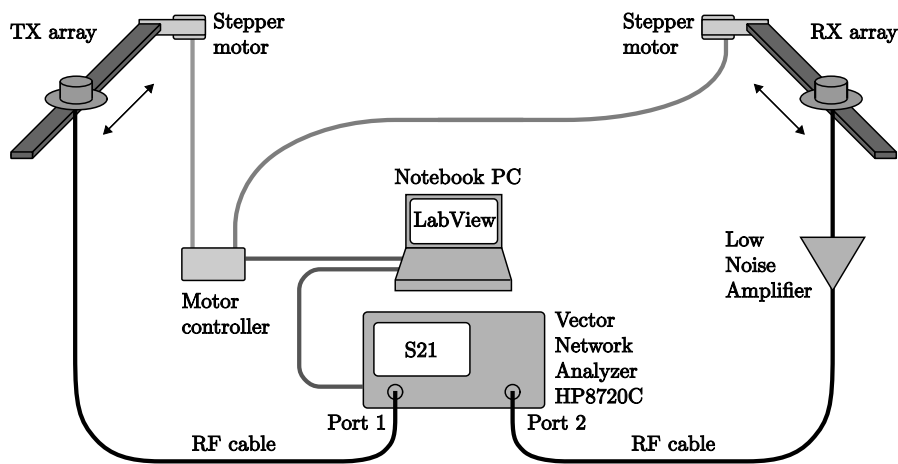 TX array
Stepper
motor
Stepper
motor
RX array
Notebook PC
LabView
Low
Noise
Amplifier
Motor
controller
S21
Vector
Network
Analyzer
HP8720C
Port 1
Port 2
RF cable
RF cable